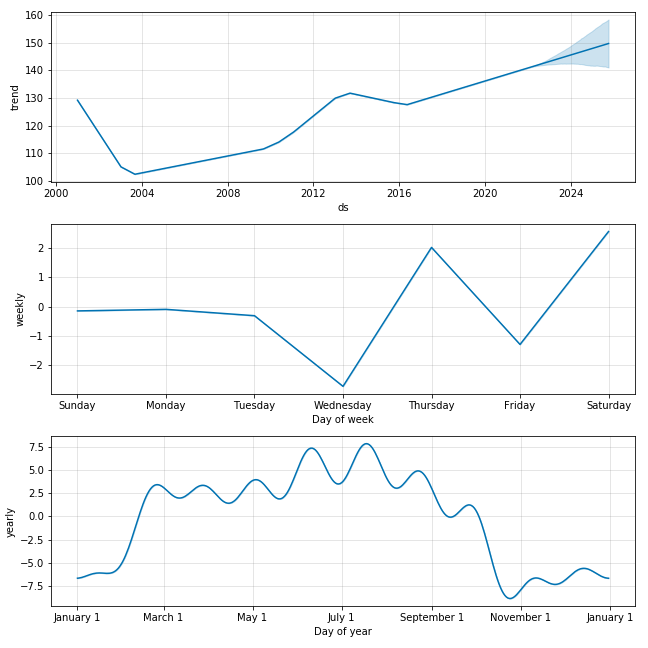 160
150
140
130
120
110
100
trend
2000 2004 2008 2012 2016 2020 2024
ds
2
1
0
−1
−2
weekly
Sunday Monday Tuesday Wednesday Thursday Friday Saturday
Day of week
7.5
5.0
2.5
0.0
−2.5
−5.0
−7.5
yearly
January 1 March 1 May 1 July 1 September 1 November 1 January 1
Day of year